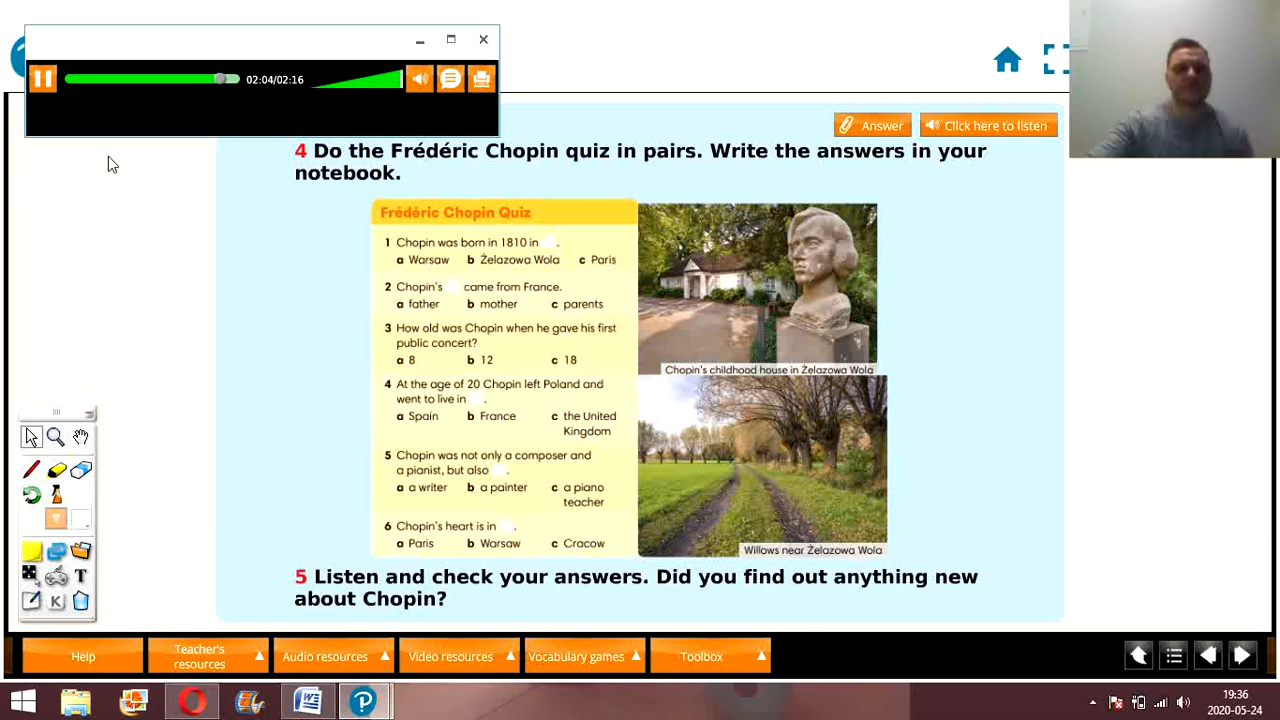 02:04/02:16
Answer
Click here to listen
4 Do the Frédéric Chopin quiz in pairs. Write the answers in your
notebook.
Frédéric Chopin Quiz
1 Chopin was born in 1810 in .
a Warsaw b Żelazowa Wola c Paris
2 Chopin's came from France.
a father b mother c parents
3 How old was Chopin when he gave his first
public concert?
a 8 b 12 c 18
4 At the age of 20 Chopin left Poland and
went to live in .
a Spain b France c the United
Kingdom
5 Chopin was not only a composer and
a pianist, but also .
a a writer b a painter c a piano
teacher
6 Chopin's heart is in .
a Paris b Warsaw c Cracow
Chopin's childhood house in Żelazowa Wola
Willows near Żelazowa Wola
5 Listen and check your answers. Did you find out anything new
about Chopin?
T
K
Help
Teacher's
resources
Audio resources
Video resources
Vocabulary games
Toolbox
19:36
2020-05-24